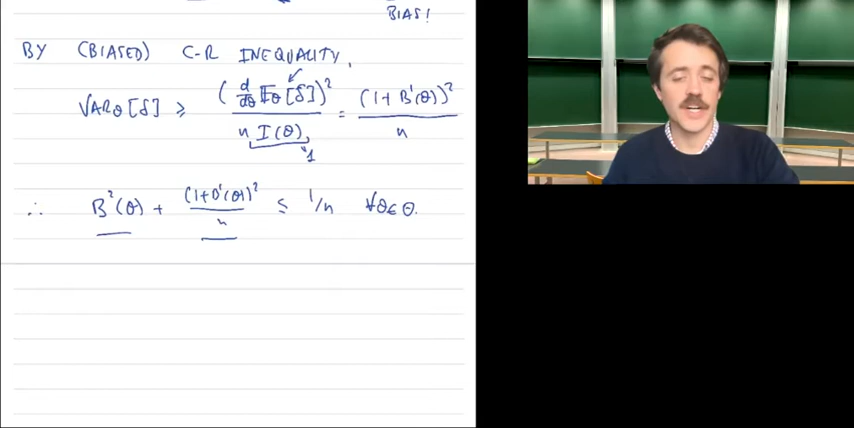 BIAS!
BY (BIASED) C-R INEQUALITY,
VARθ[δ] ≥ (d/dθ Eθ[δ])² / n I(θ) = (1+B'(θ))² / n
1
∴ B²(θ) + (1+B'(θ))² / n ≤ 1/n ∀θ∈Θ.